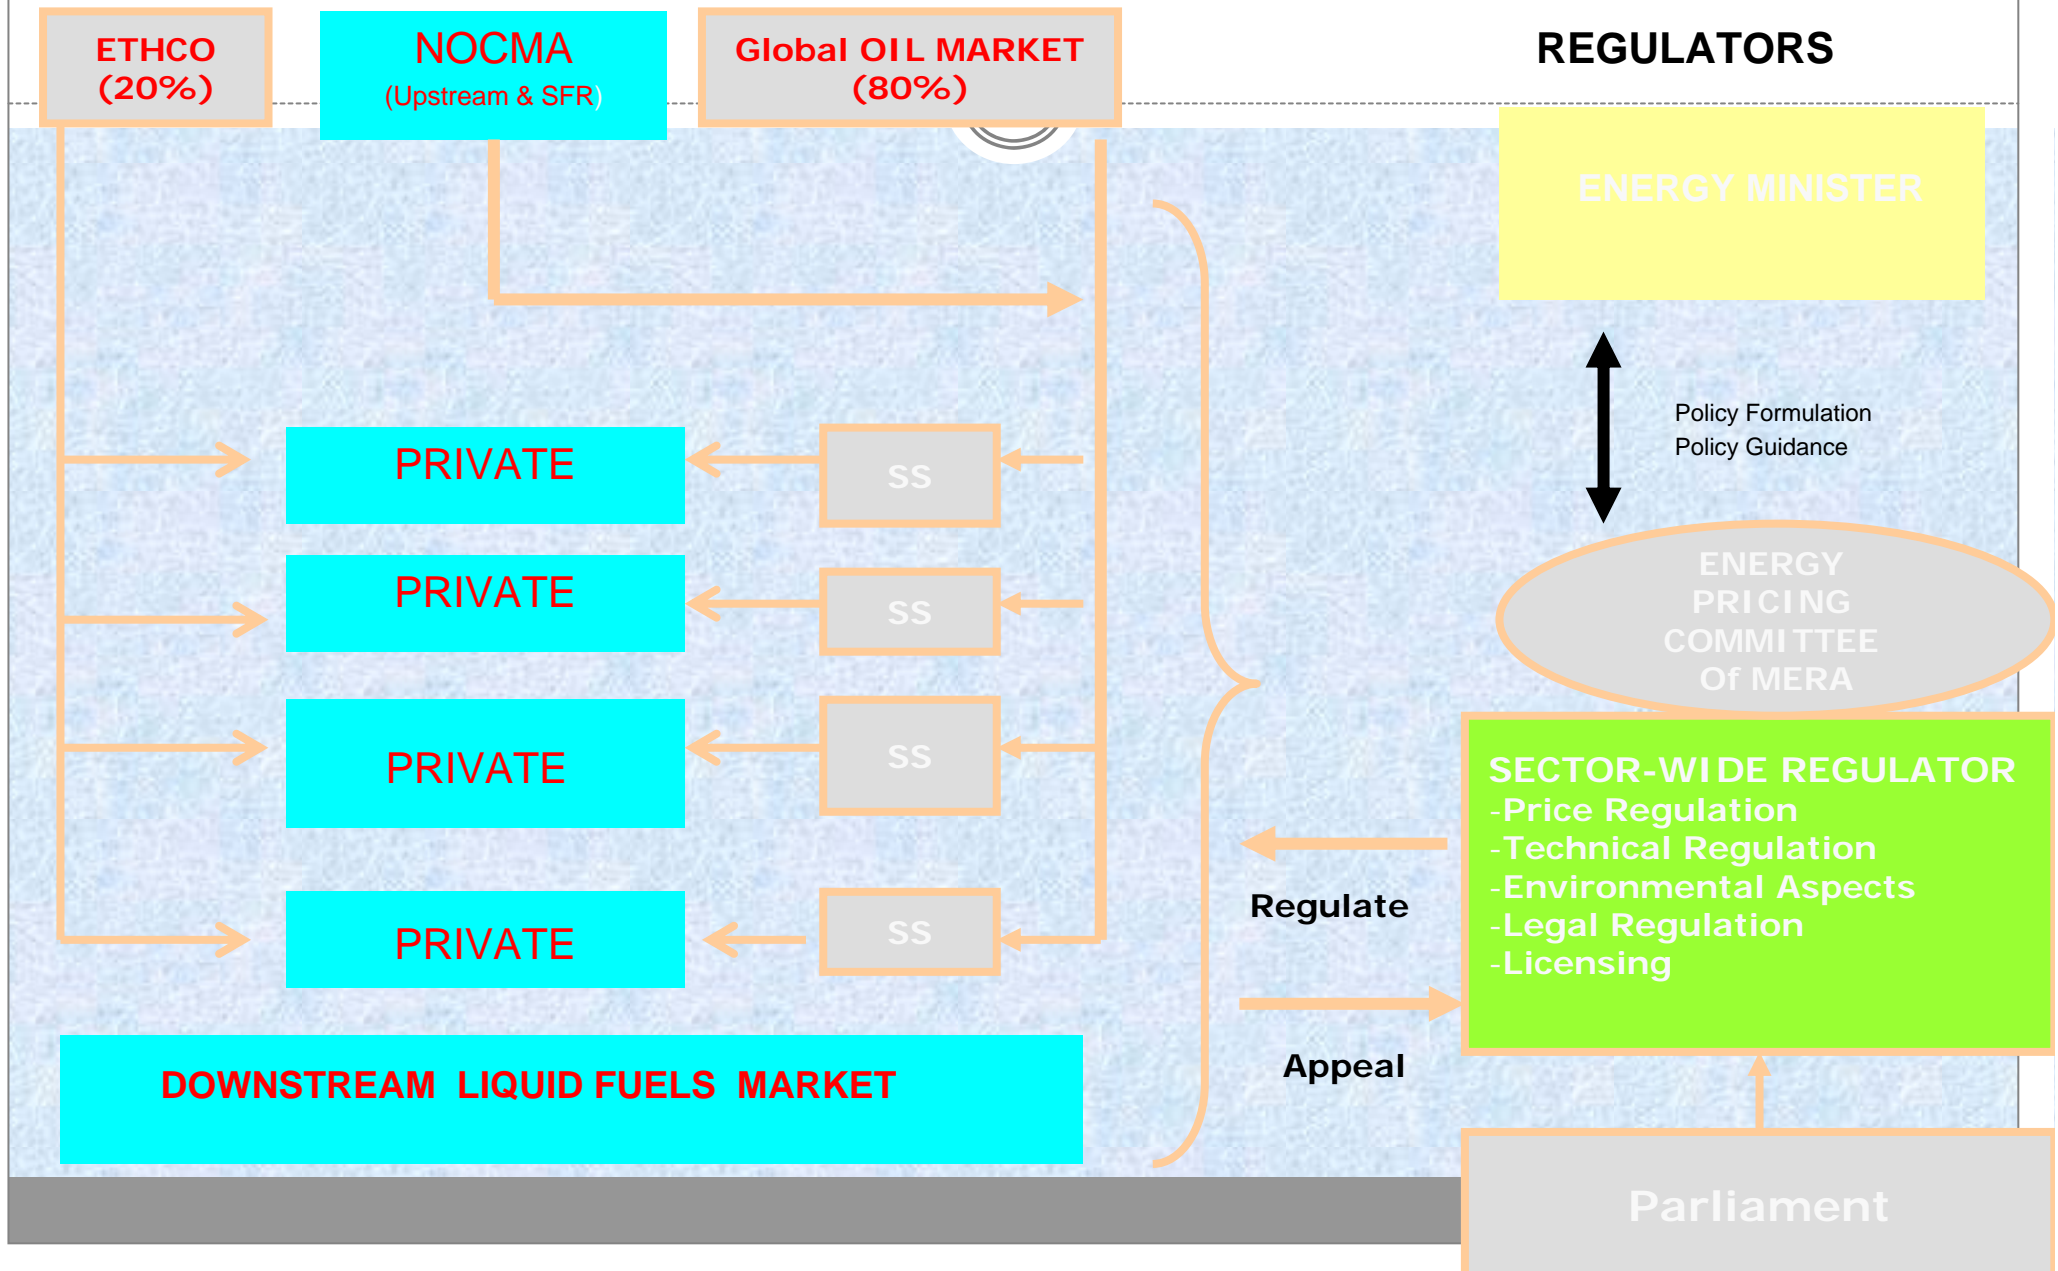 ETHCO
(20%)
NOCMA
(Upstream & SFR)
Global OIL MARKET
(80%)
REGULATORS
ENERGY MINISTER
Policy Formulation
Policy Guidance
PRIVATE
SS
PRIVATE
SS
PRIVATE
SS
PRIVATE
SS
ENERGY
PRICING
COMMITTEE
Of MERA
SECTOR-WIDE REGULATOR
-Price Regulation
-Technical Regulation
-Environmental Aspects
-Legal Regulation
-Licensing
Regulate
Appeal
DOWNSTREAM LIQUID FUELS MARKET
Parliament